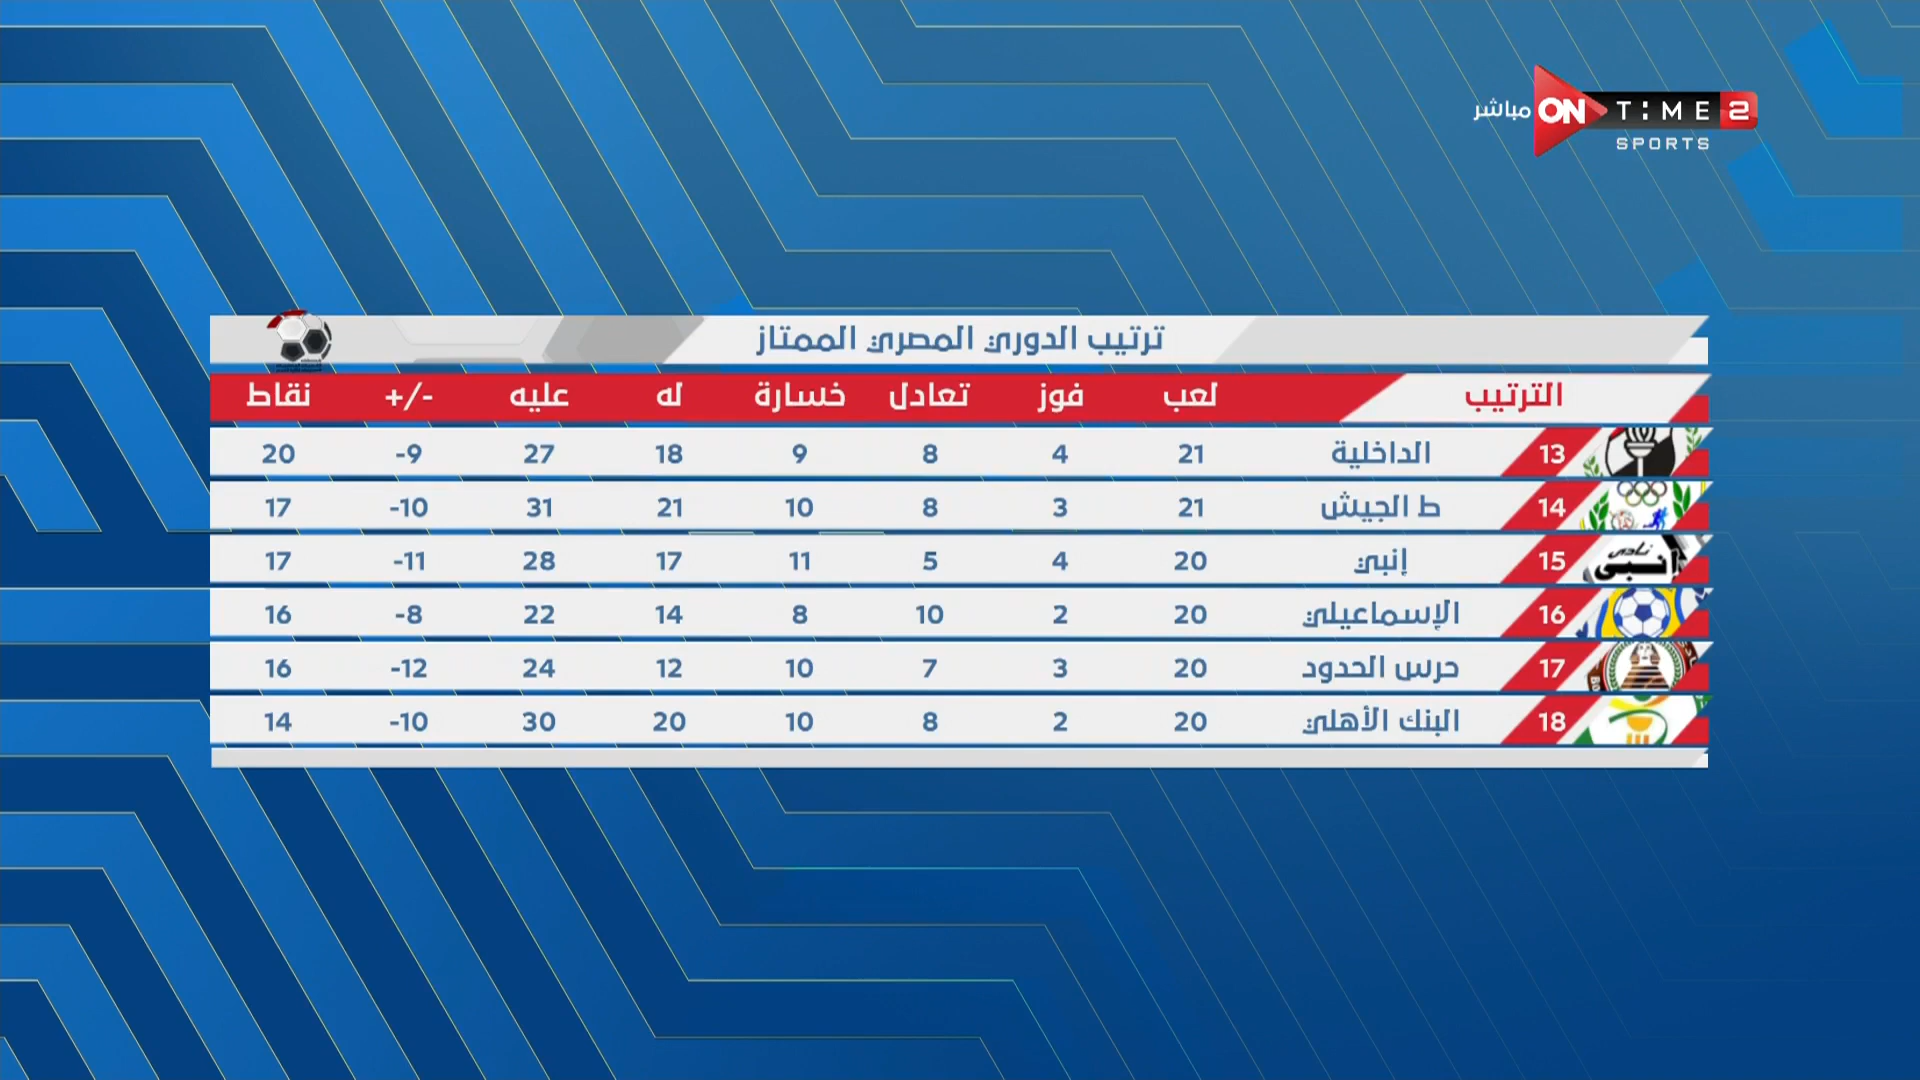 مباشر ON TIME 2
SPORTS
ترتيب الدوري المصري الممتاز
الترتيب لعب فوز تعادل خسارة له عليه +/- نقاط
13 الداخلية 21 4 8 9 18 27 -9 20
14 ط الجيش 21 3 8 10 21 31 -10 17
نادى إنبى 15 إنبي 20 4 5 11 17 28 -11 17
16 الإسماعيلي 20 2 10 8 14 22 -8 16
17 حرس الحدود 20 3 7 10 12 24 -12 16
18 البنك الأهلي 20 2 8 10 20 30 -10 14